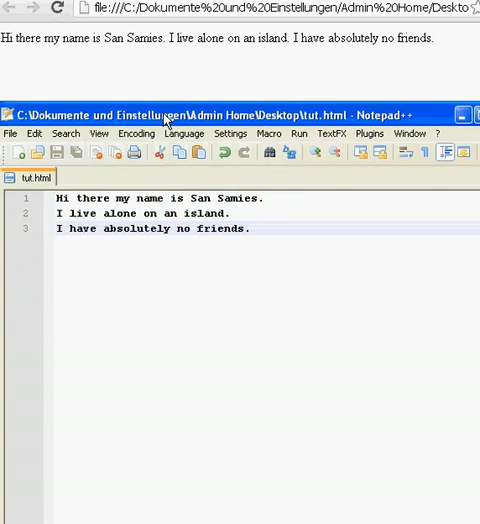 file:///C:/Dokumente%20und%20Einstellungen/Admin%20Home/Deskto
Hi there my name is San Samies. I live alone on an island. I have absolutely no friends.
C:\Dokumente und Einstellungen\Admin Home\Desktop\tut.html - Notepad++
File Edit Search View Encoding Language Settings Macro Run TextFX Plugins Window ?
tut.html
1 Hi there my name is San Samies.
2 I live alone on an island.
3 I have absolutely no friends.